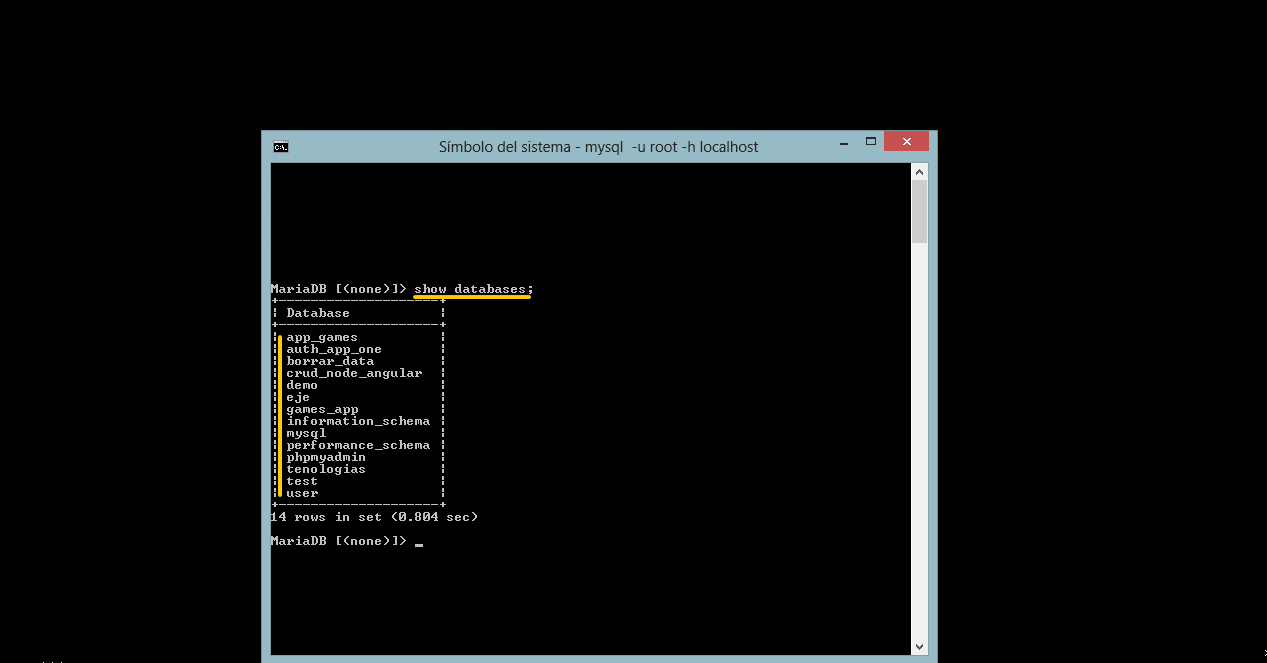 Símbolo del sistema - mysql  -u root -h localhost
MariaDB [(none)]> show databases;
+--------------------+
| Database           |
+--------------------+
| app_games          |
| auth_app_one       |
| borrar_data        |
| crud_node_angular  |
| demo               |
| eje                |
| games_app          |
| information_schema |
| mysql              |
| performance_schema |
| phpmyadmin         |
| tenologias         |
| test               |
| user               |
+--------------------+
14 rows in set (0.804 sec)
MariaDB [(none)]> _